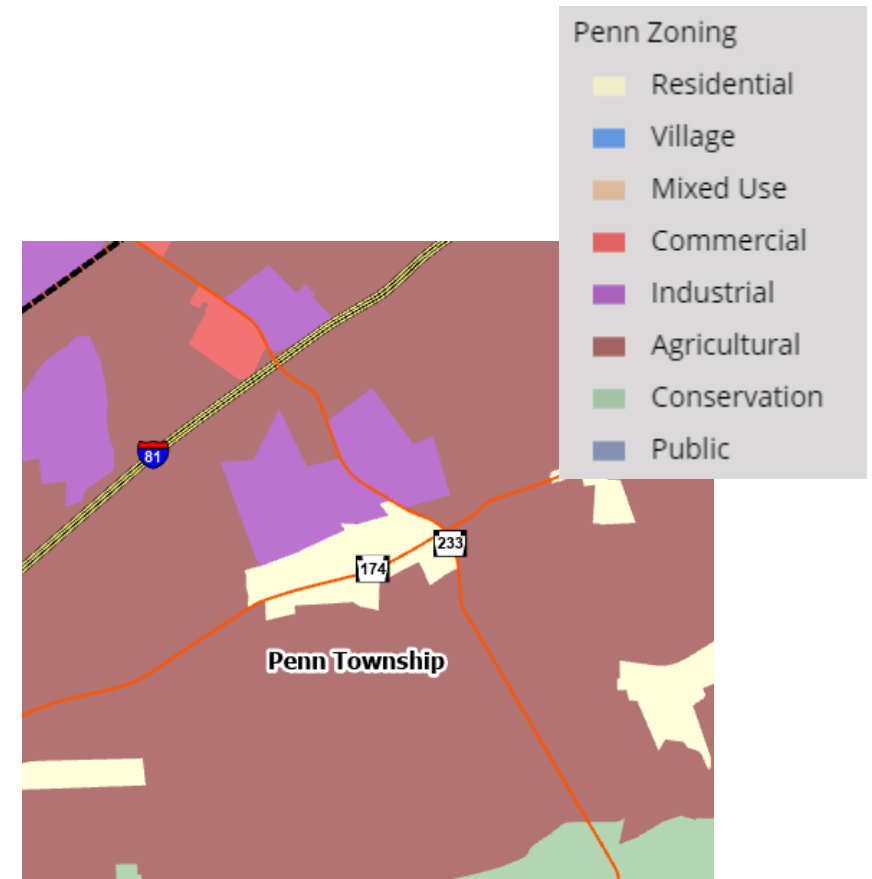 Penn Zoning
Residential
Village
Mixed Use
Commercial
Industrial
Agricultural
Conservation
Public
81
233
174
Penn Township